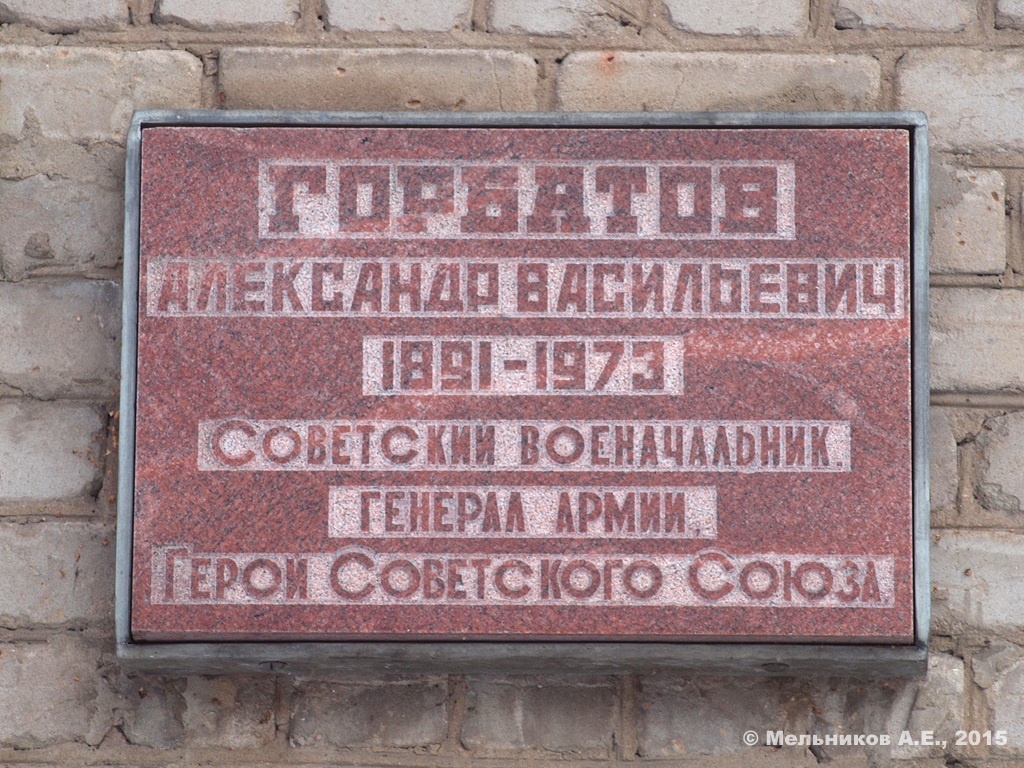 ГОРБАТОВ
АЛЕКСАНДР ВАСИЛЬЕВИЧ
1891-1973
СОВЕТСКИЙ ВОЕНАЧАЛЬНИК,
ГЕНЕРАЛ АРМИИ,
ГЕРОЙ СОВЕТСКОГО СОЮЗА
© Мельников А.Е., 2015